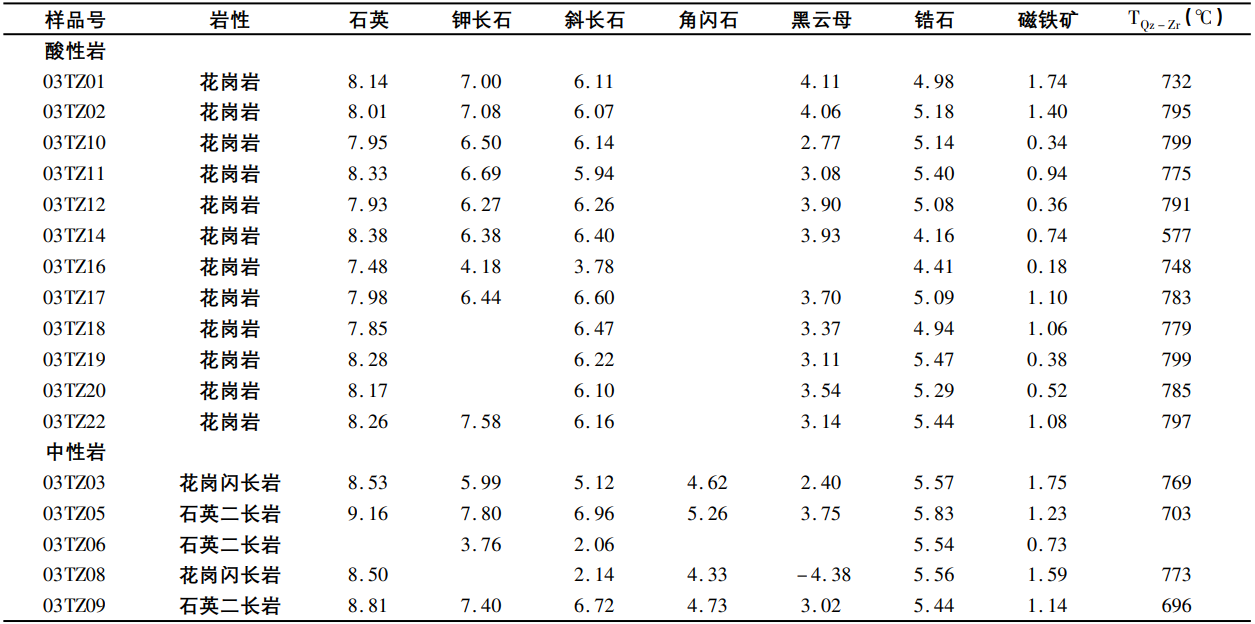 样品号 岩性 石英 钾长石 斜长石 角闪石 黑云母 锆石 磁铁矿 TQz-Zr(℃)
酸性岩
03TZ01 花岗岩 8.14 7.00 6.11 4.11 4.98 1.74 732
03TZ02 花岗岩 8.01 7.08 6.07 4.06 5.18 1.40 795
03TZ10 花岗岩 7.95 6.50 6.14 2.77 5.14 0.34 799
03TZ11 花岗岩 8.33 6.69 5.94 3.08 5.40 0.94 775
03TZ12 花岗岩 7.93 6.27 6.26 3.90 5.08 0.36 791
03TZ14 花岗岩 8.38 6.38 6.40 3.93 4.16 0.74 577
03TZ16 花岗岩 7.48 4.18 3.78 4.41 0.18 748
03TZ17 花岗岩 7.98 6.44 6.60 3.70 5.09 1.10 783
03TZ18 花岗岩 7.85 6.47 3.37 4.94 1.06 779
03TZ19 花岗岩 8.28 6.22 3.11 5.47 0.38 799
03TZ20 花岗岩 8.17 6.10 3.54 5.29 0.52 785
03TZ22 花岗岩 8.26 7.58 6.16 3.14 5.44 1.08 797
中性岩
03TZ03 花岗闪长岩 8.53 5.99 5.12 4.62 2.40 5.57 1.75 769
03TZ05 石英二长岩 9.16 7.80 6.96 5.26 3.75 5.83 1.23 703
03TZ06 石英二长岩 3.76 2.06 5.54 0.73
03TZ08 花岗闪长岩 8.50 2.14 4.33 -4.38 5.56 1.59 773
03TZ09 石英二长岩 8.81 7.40 6.72 4.73 3.02 5.44 1.14 696